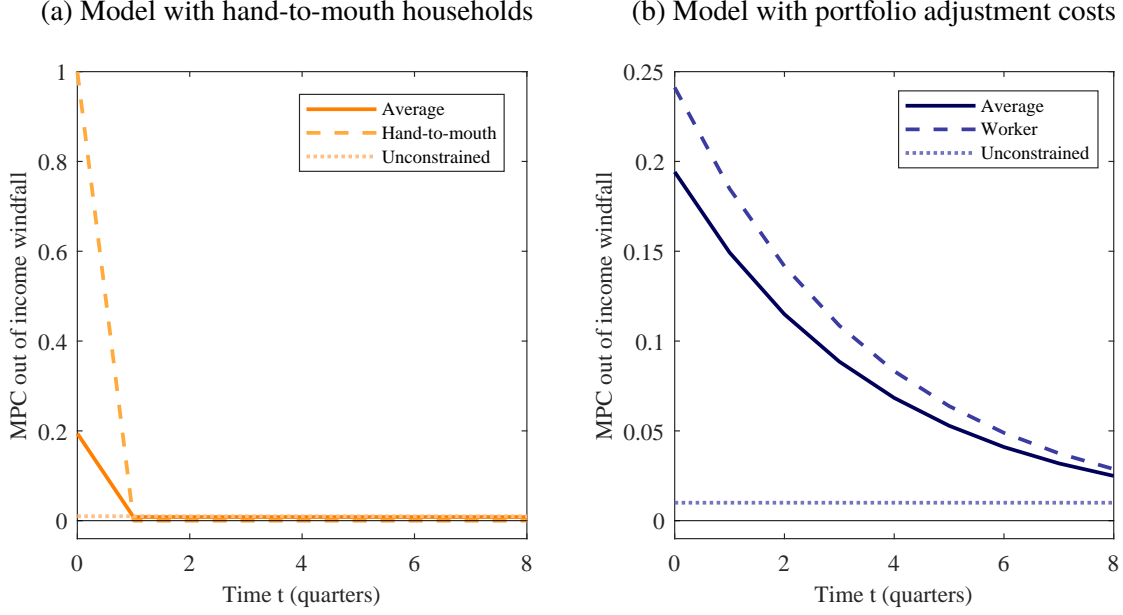 (a) Model with hand-to-mouth households
1
0.8
0.6
0.4
0.2
0
0
2
4
6
8
MPC out of income windfall
Time t (quarters)
Average
Hand-to-mouth
Unconstrained
(b) Model with portfolio adjustment costs
0.25
0.2
0.15
0.1
0.05
0
0
2
4
6
8
MPC out of income windfall
Time t (quarters)
Average
Worker
Unconstrained